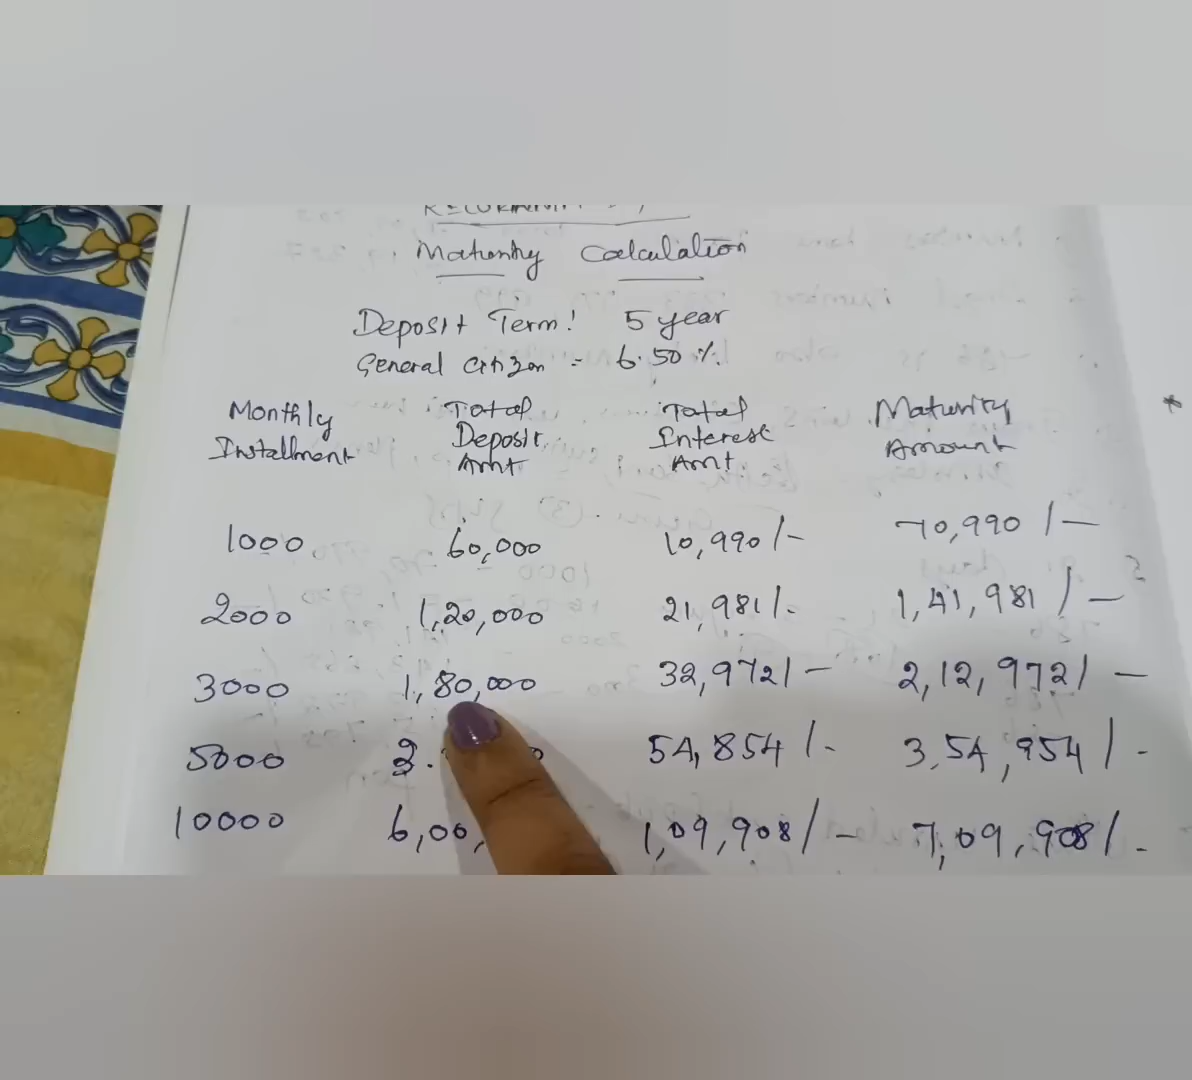 Maturity Calculation
Deposit Term! 5 year
General Citizen - 6.50 %
Monthly Installment Total Deposit Amt Total Interest Amt. Maturity Amount
1000 60,000 10,990/- 70,990/-
2000 1,20,000 21,981/- 1,41,981/-
3000 1,80,000 32,972/- 2,12,972/-
5000 54,854/- 3,54,954/-
10000 6,00, 1,09,908/- 7,09,908/-